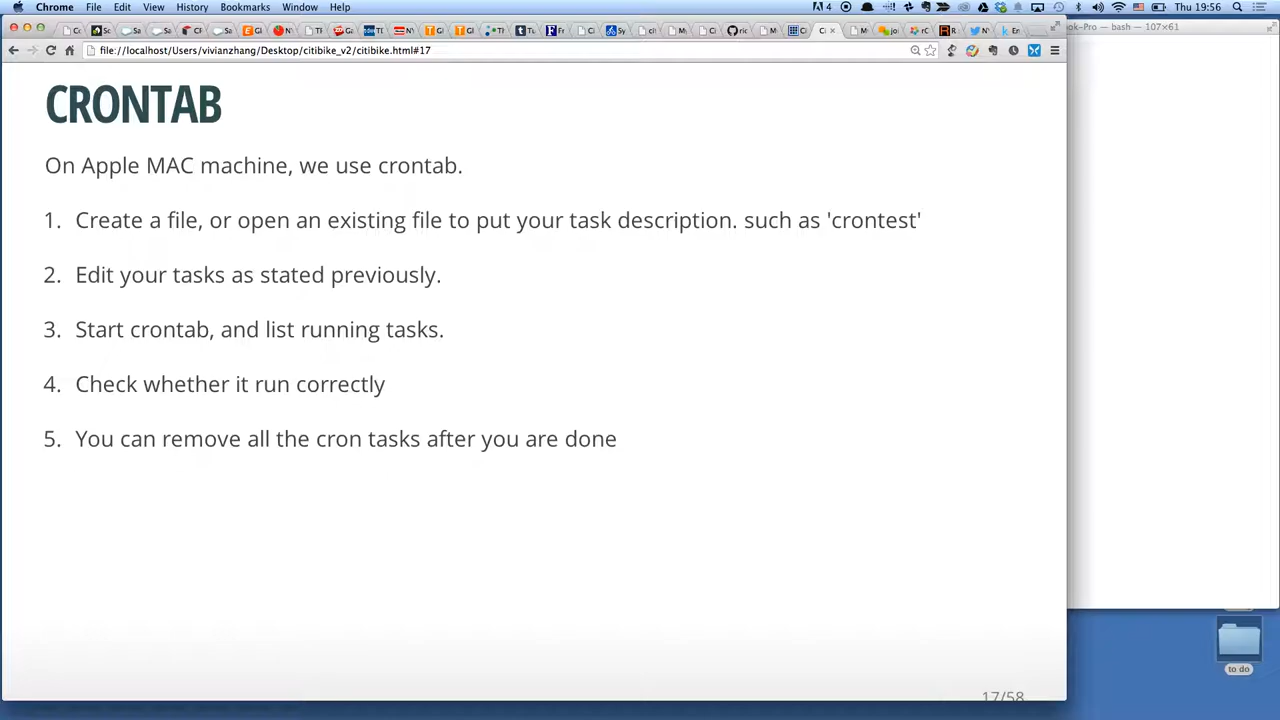 Chrome File Edit View History Bookmarks Window Help
4
Thu 19:56
bash — 107×61
file://localhost/Users/vivianzhang/Desktop/citibike_v2/citibike.html#17
CRONTAB
On Apple MAC machine, we use crontab.
1. Create a file, or open an existing file to put your task description. such as 'crontest'
2. Edit your tasks as stated previously.
3. Start crontab, and list running tasks.
4. Check whether it run correctly
5. You can remove all the cron tasks after you are done
to do
17/58